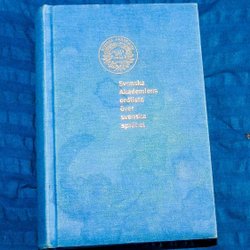 Svenska
Akademiens
ordlista
över
svenska
språket